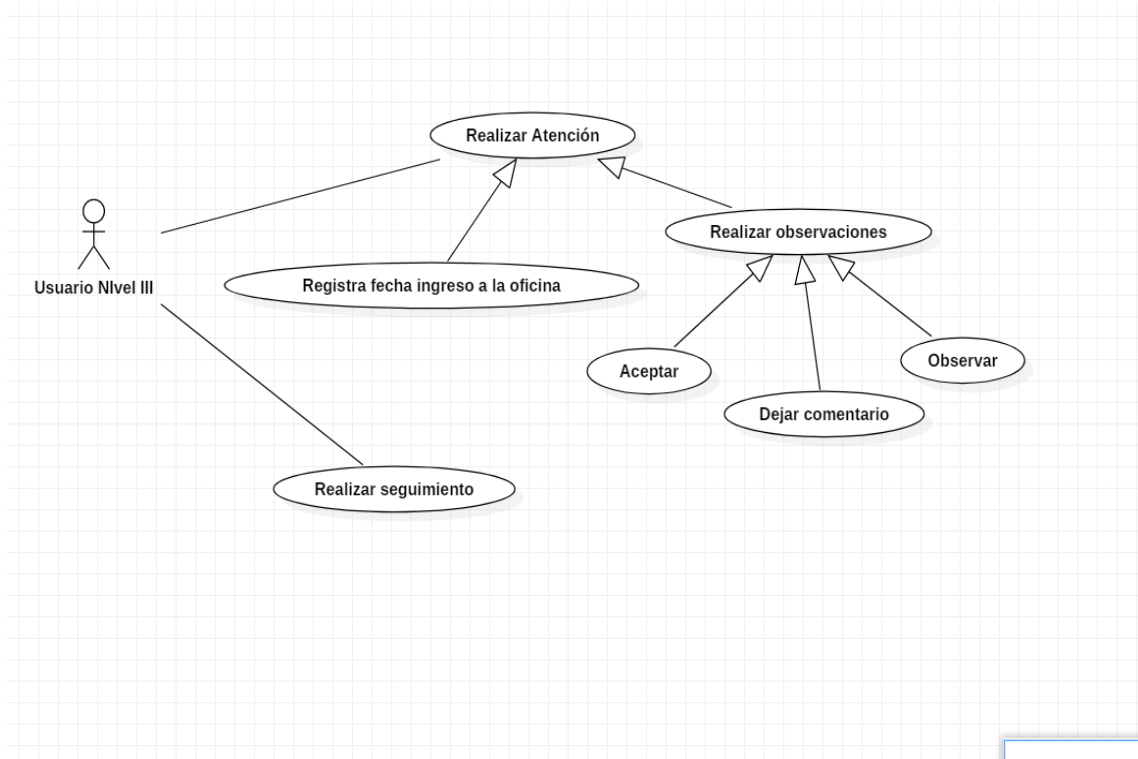 Realizar Atención
Realizar observaciones
Usuario NIvel III
Registra fecha ingreso a la oficina
Aceptar
Observar
Dejar comentario
Realizar seguimiento